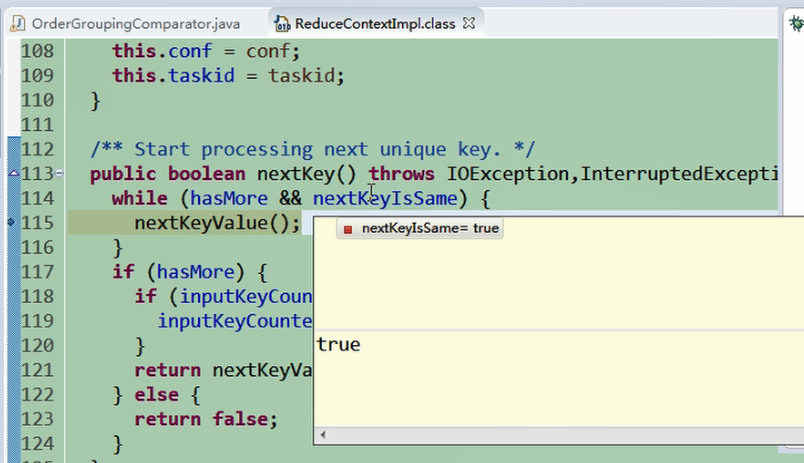 OrderGroupingComparator.java
ReduceContextImpl.class
108 this.conf = conf;
109 this.taskid = taskid;
110 }
111
112 /** Start processing next unique key. */
113 public boolean nextKey() throws IOException,InterruptedExcepti
114 while (hasMore && nextKeyIsSame) {
115 nextKeyValue();
nextKeyIsSame= true
116 }
117 if (hasMore) {
118 if (inputKeyCoun
119 inputKeyCounte
120 }
true
121 return nextKeyVa
122 } else {
123 return false;
124 }